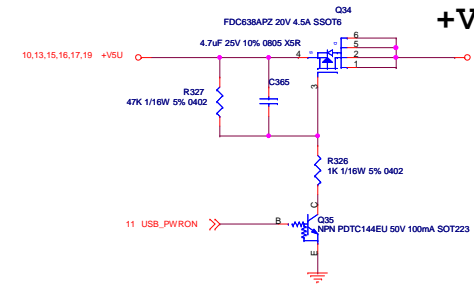 Q34
+V
FDC638APZ 20V 4.5A SSOT6
4.7uF 25V 10% 0805 X5R
10,13,15,16,17,19 +V5U
4
6
5
2
1
3
C365
R327
47K 1/16W 5% 0402
R326
1K 1/16W 5% 0402
C
Q35
11 USB_PWRON
B
NPN PDTC144EU 50V 100mA SOT223
E